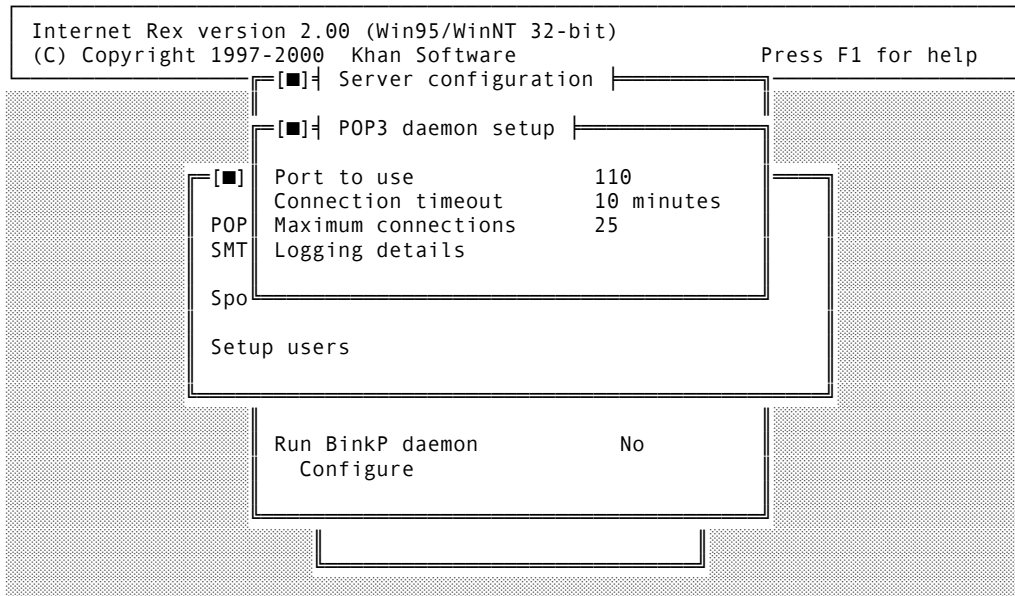 Internet Rex version 2.00 (Win95/WinNT 32-bit)
(C) Copyright 1997-2000 Khan Software Press F1 for help
[■] Server configuration
[■] POP3 daemon setup
[■] Port to use 110
Connection timeout 10 minutes
POP Maximum connections 25
SMT Logging details
Spo
Setup users
Run BinkP daemon No
Configure